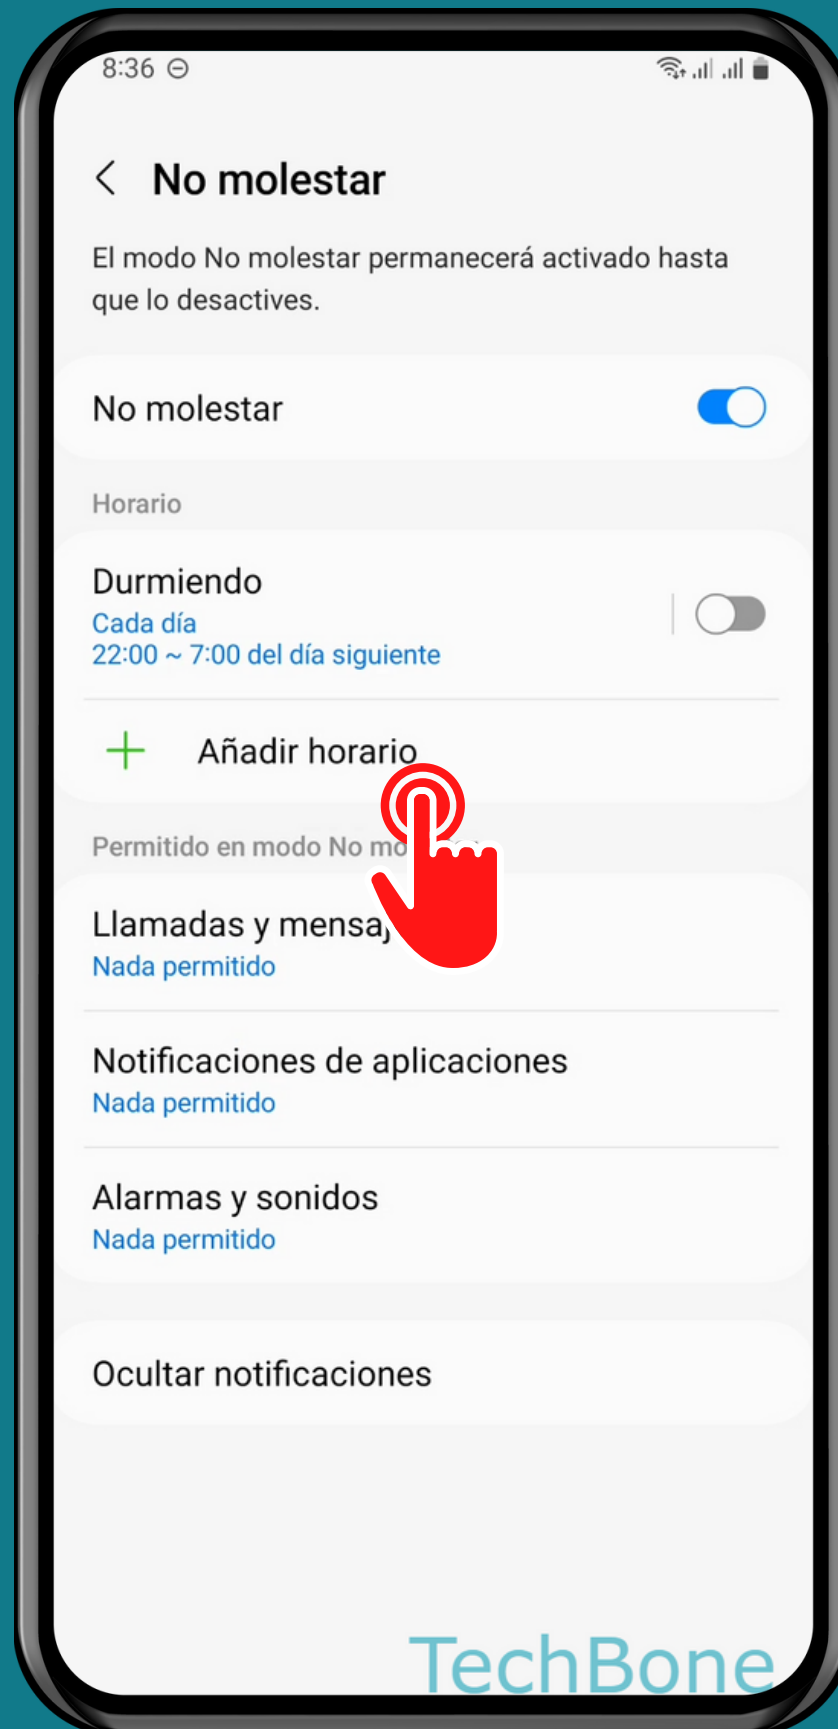 8:36
No molestar
El modo No molestar permanecerá activado hasta
que lo desactives.
No molestar
Horario
Durmiendo
Cada día
22:00 ~ 7:00 del día siguiente
Añadir horario
Permitido en modo No
Llamadas y
Nada permitido
Notificaciones de aplicaciones
Nada permitido
Alarmas y sonidos
Nada permitido
Ocultar notificaciones
TechBone